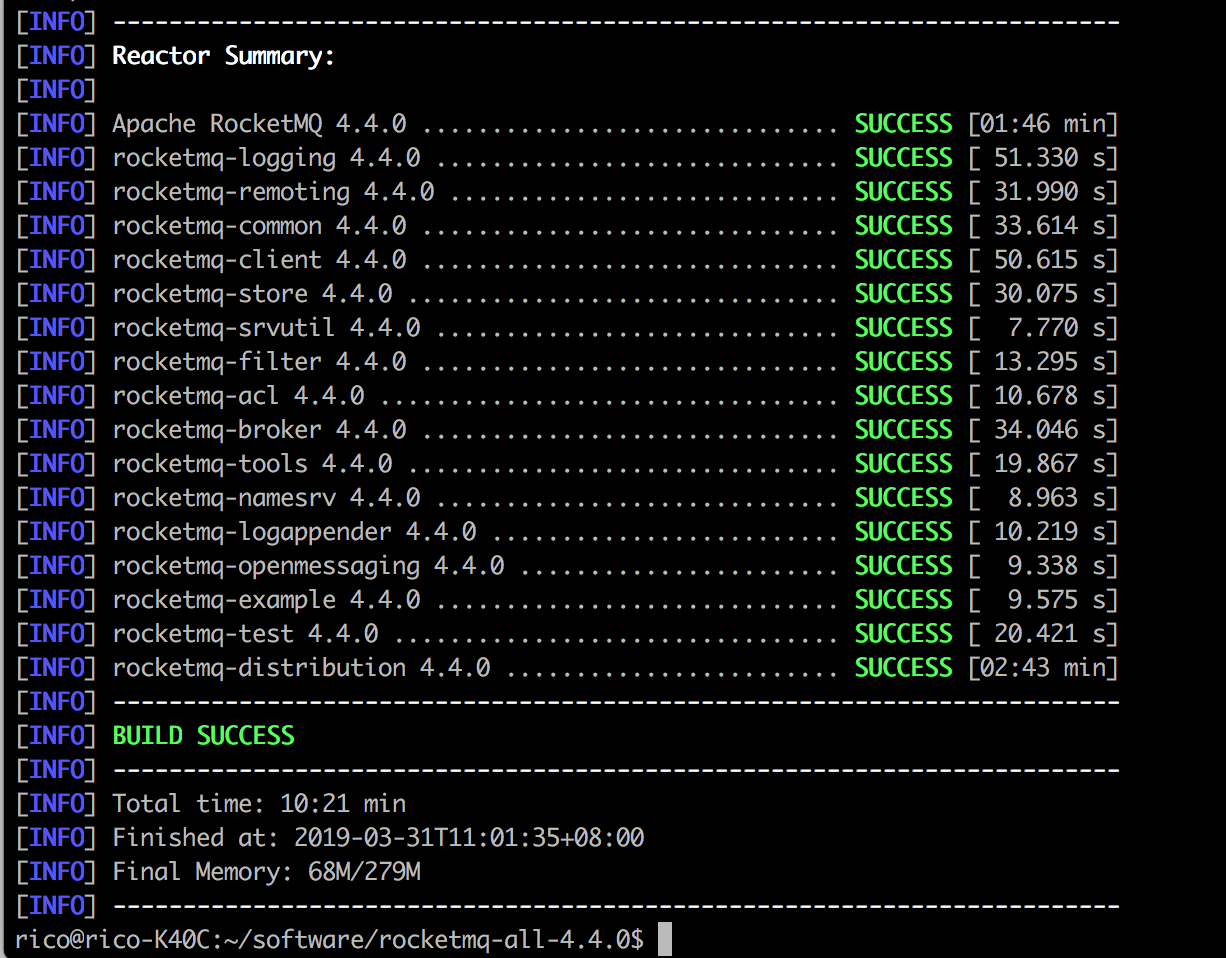 [INFO] ------------------------------------------------------------------------
[INFO] Reactor Summary:
[INFO]
[INFO] Apache RocketMQ 4.4.0 .............................. SUCCESS [01:46 min]
[INFO] rocketmq-logging 4.4.0 ............................. SUCCESS [ 51.330 s]
[INFO] rocketmq-remoting 4.4.0 ............................ SUCCESS [ 31.990 s]
[INFO] rocketmq-common 4.4.0 .............................. SUCCESS [ 33.614 s]
[INFO] rocketmq-client 4.4.0 .............................. SUCCESS [ 50.615 s]
[INFO] rocketmq-store 4.4.0 ............................... SUCCESS [ 30.075 s]
[INFO] rocketmq-srvutil 4.4.0 ............................. SUCCESS [  7.770 s]
[INFO] rocketmq-filter 4.4.0 .............................. SUCCESS [ 13.295 s]
[INFO] rocketmq-acl 4.4.0 ................................. SUCCESS [ 10.678 s]
[INFO] rocketmq-broker 4.4.0 .............................. SUCCESS [ 34.046 s]
[INFO] rocketmq-tools 4.4.0 ............................... SUCCESS [ 19.867 s]
[INFO] rocketmq-namesrv 4.4.0 ............................. SUCCESS [  8.963 s]
[INFO] rocketmq-logappender 4.4.0 ......................... SUCCESS [ 10.219 s]
[INFO] rocketmq-openmessaging 4.4.0 ....................... SUCCESS [  9.338 s]
[INFO] rocketmq-example 4.4.0 ............................. SUCCESS [  9.575 s]
[INFO] rocketmq-test 4.4.0 ................................ SUCCESS [ 20.421 s]
[INFO] rocketmq-distribution 4.4.0 ........................ SUCCESS [02:43 min]
[INFO] ------------------------------------------------------------------------
[INFO] BUILD SUCCESS
[INFO] ------------------------------------------------------------------------
[INFO] Total time: 10:21 min
[INFO] Finished at: 2019-03-31T11:01:35+08:00
[INFO] Final Memory: 68M/279M
[INFO] ------------------------------------------------------------------------
rico@rico-K40C:~/software/rocketmq-all-4.4.0$